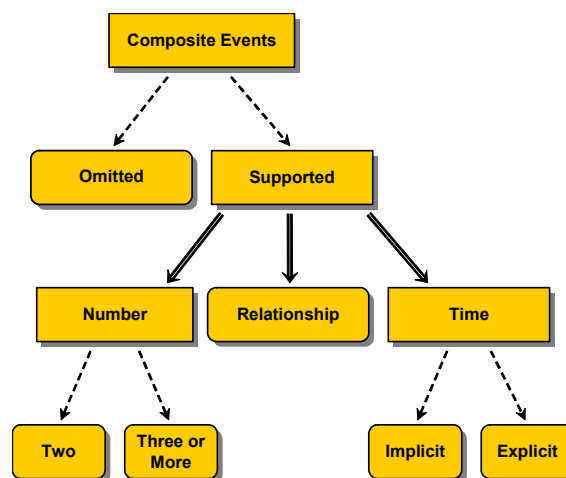 Composite Events
Omitted
Supported
Number
Relationship
Time
Two
Three or
More
Implicit
Explicit